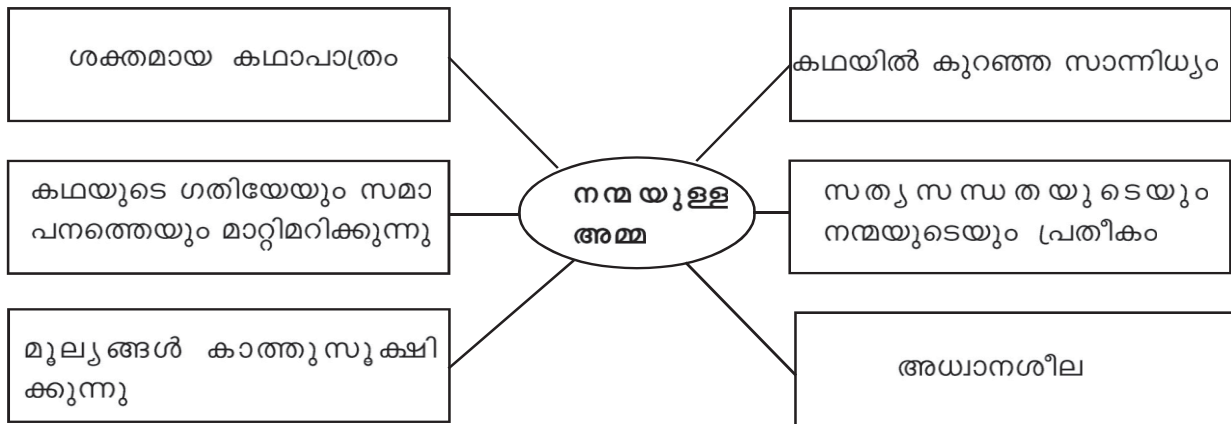 ശക്തമായ കഥാപാത്രം
കഥയിൽ കുറഞ്ഞ സാന്നിധ്യം
കഥയുടെ ഗതിയേയും സമാ
പനത്തെയും മാറ്റിമറിക്കുന്നു
നന്മയുള്ള
അമ്മ
സത്യസന്ധതയുടെയും
നന്മയുടെയും പ്രതീകം
മൂല്യങ്ങൾ കാത്തുസൂക്ഷി
ക്കുന്നു
അധ്വാനശീല